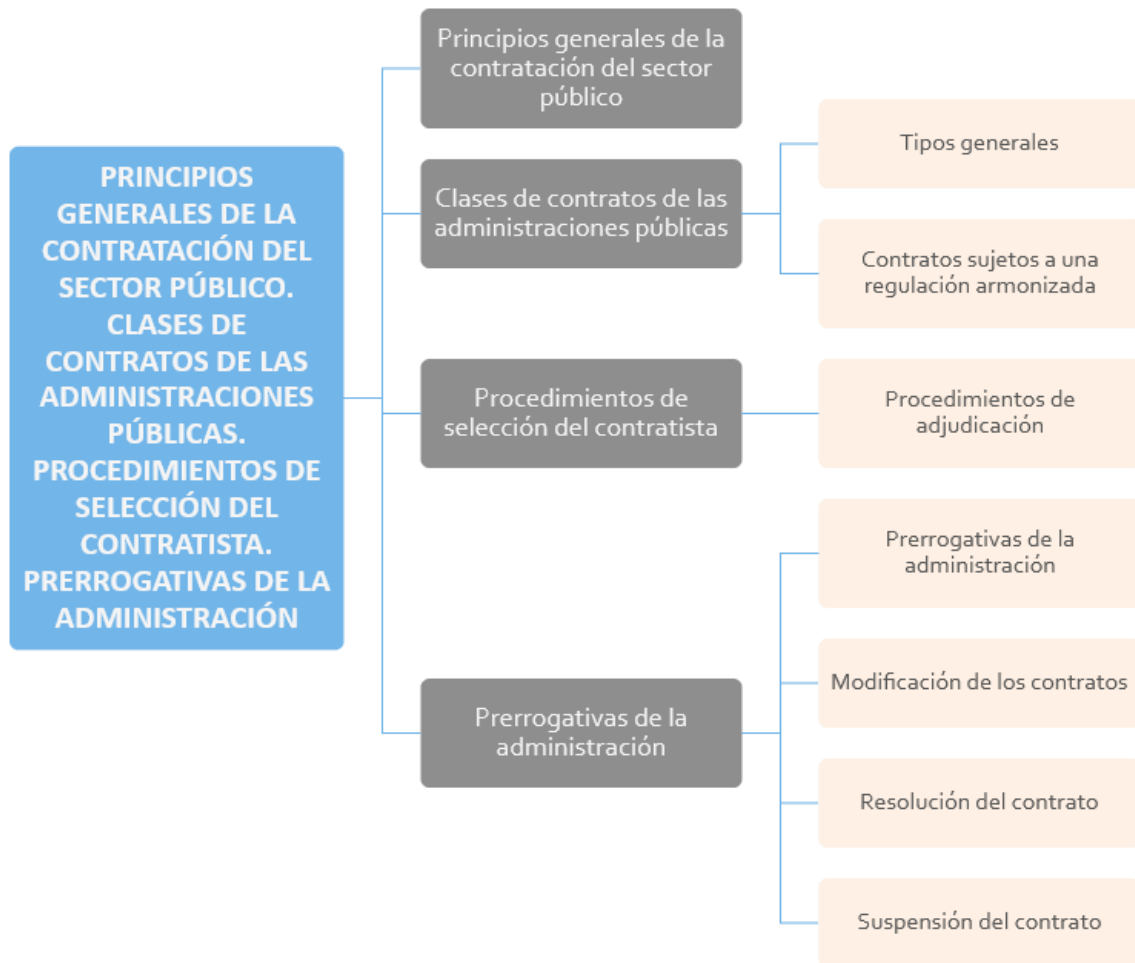 PRINCIPIOS
GENERALES DE LA
CONTRATACIÓN DEL
SECTOR PÚBLICO.
CLASES DE
CONTRATOS DE LAS
ADMINISTRACIONES
PÚBLICAS.
PROCEDIMIENTOS DE
SELECCIÓN DEL
CONTRATISTA.
PRERROGATIVAS DE LA
ADMINISTRACIÓN
Principios generales de la
contratación del sector
público
Clases de contratos de las
administraciones públicas
Tipos generales
Contratos sujetos a una
regulación armonizada
Procedimientos de
selección del contratista
Procedimientos de
adjudicación
Prerrogativas de la
administración
Prerrogativas de la
administración
Modificación de los contratos
Resolución del contrato
Suspensión del contrato